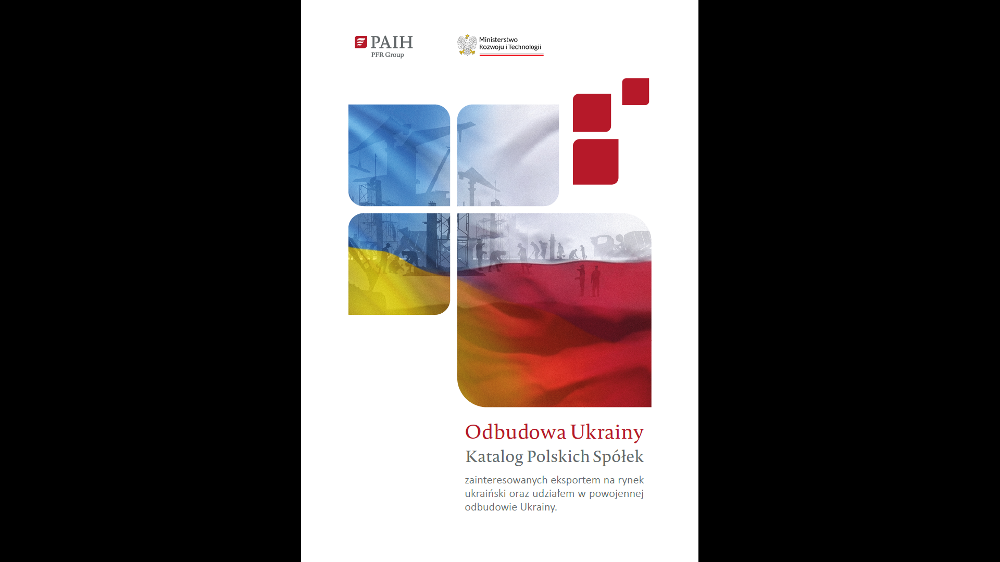 PAIH
PFR Group
Ministerstwo
Rozwoju i Technologii
Odbudowa Ukrainy
Katalog Polskich Spółek
zainteresowanych eksportem na rynek
ukraiński oraz udziałem w powojennej
odbudowie Ukrainy.